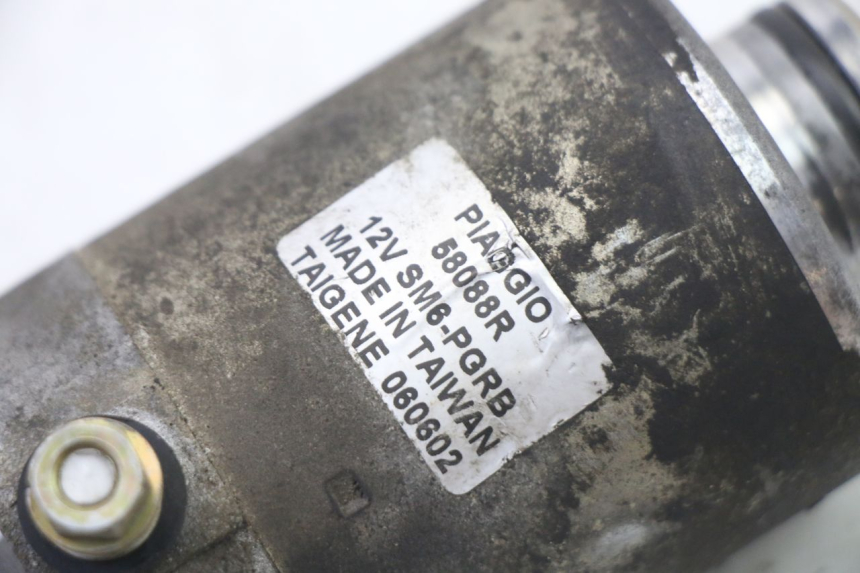 PIAGGIO
58088R
12V SM6-PGRB
MADE IN TAIWAN
TAIGENE 060602